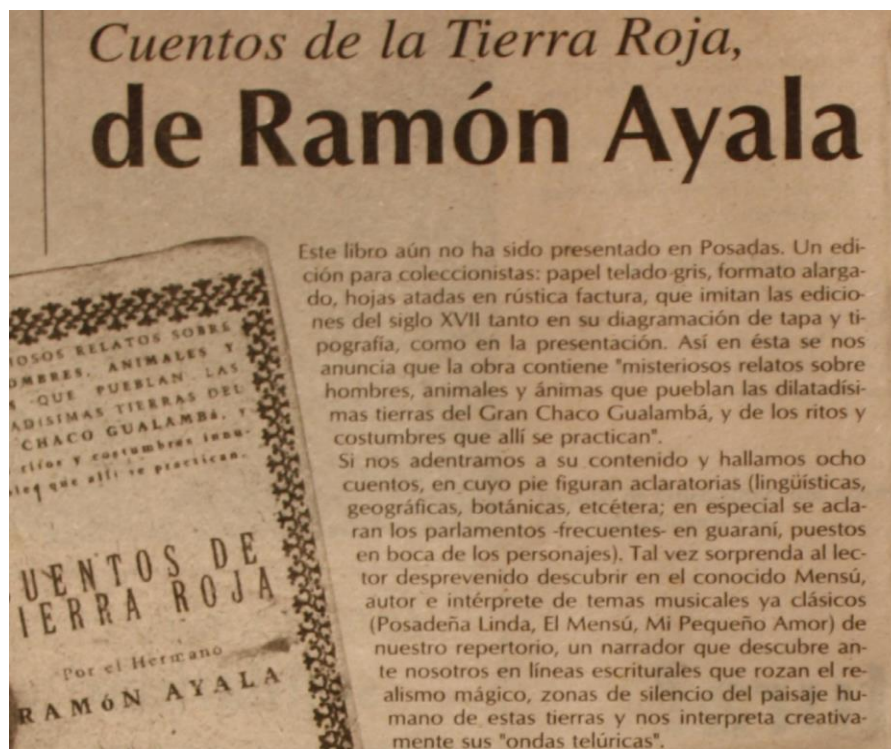 Cuentos de la Tierra Roja,
de Ramón Ayala
Este libro aún no ha sido presentado en Posadas. Un edi-
ción para coleccionistas: papel telado gris, formato alarga-
do, hojas atadas en rústica factura, que imitan las edicio-
nes del siglo XVII tanto en su diagramación de tapa y ti-
pografía, como en la presentación. Así en ésta se nos
anuncia que la obra contiene "misteriosos relatos sobre
hombres, animales y ánimas que pueblan las dilatadísi-
mas tierras del Gran Chaco Gualambá, y de los ritos y
costumbres que allí se practican".
Si nos adentramos a su contenido y hallamos ocho
cuentos, en cuyo pie figuran aclaratorias (lingüísticas,
geográficas, botánicas, etcétera; en especial se acla-
ran los parlamentos -frecuentes- en guaraní, puestos
en boca de los personajes). Tal vez sorprenda al lec-
tor desprevenido descubrir en el conocido Mensú,
autor e intérprete de temas musicales ya clásicos
(Posadeña Linda, El Mensú, Mi Pequeño Amor) de
nuestro repertorio, un narrador que descubre an-
te nosotros en líneas escriturales que rozan el re-
alismo mágico, zonas de silencio del paisaje hu-
mano de estas tierras y nos interpreta creativa-
mente sus "ondas telúricas".
IOSOS RELATOS SOBRE
OMBRES, ANIMALES Y
QUE PUEBLAN LAS
ADISIMAS TIERRAS DEL
CHACO GUALAMBá, y
ritos y costumbres innu-
bles que allí se practican.
UENTOS DE
IERRA ROJA
Por el Hermano
RAMóN AYALA